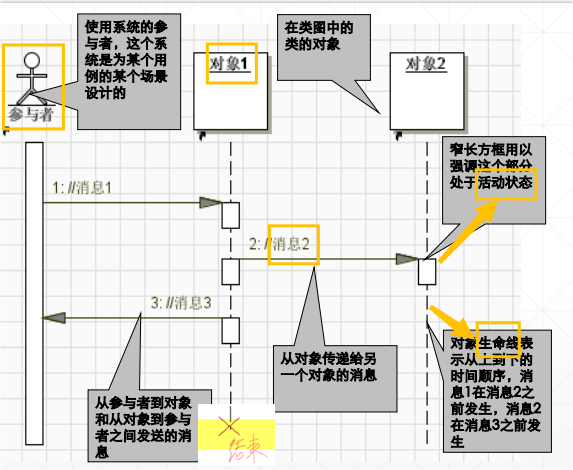 使用系统的参
与者，这个系
统是为某个用
例的某个场景
设计的
在类图中的
类的对象
参与者
对象1
对象2
窄长方框用以
强调这个部分
处于活动状态
1: //消息1
2: //消息2
3: //消息3
从对象传递给另
一个对象的消息
对象生命线表
示从上到下的
时间顺序，消
息1在消息2之
前发生，消息2
在消息3之前发
生
从参与者到对象
和从对象到参与
者之间发送的消
息
结束